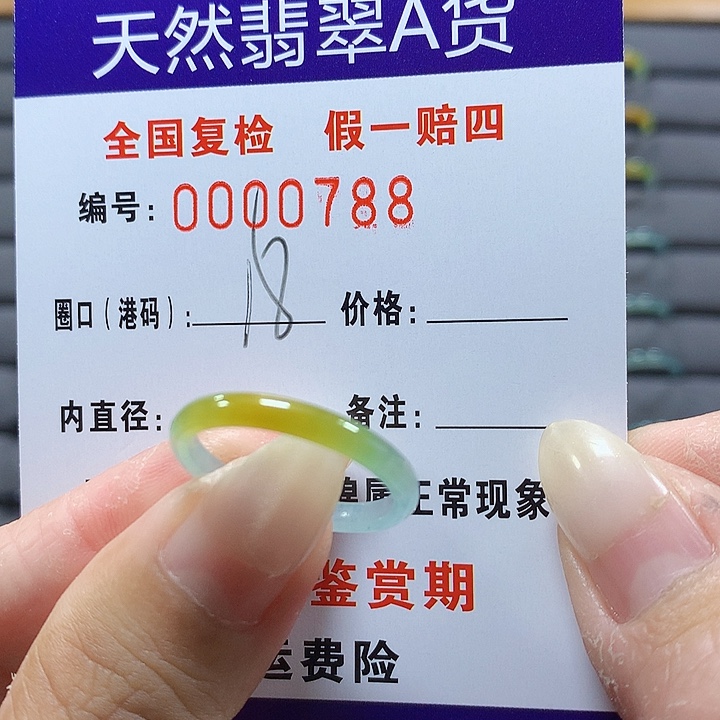 天然翡翠A货
全国复检 假一赔四
编号: 0000788
圈口(港码): 18 价格:
内直径: 备注:
属正常现象
鉴赏期
运费险